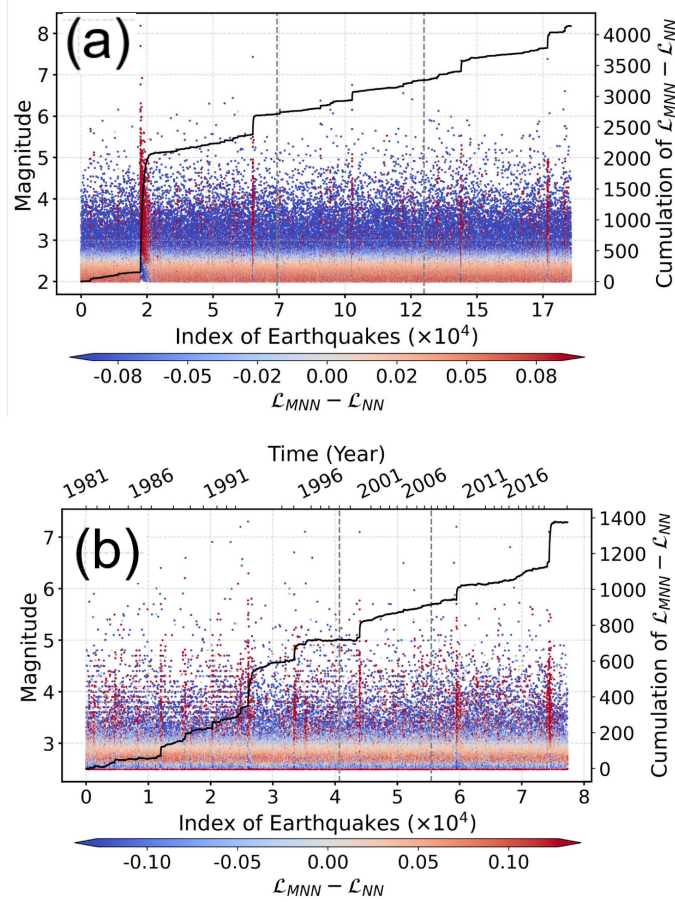 (a)
8
7
6
5
4
3
2
Magnitude
4000
3500
3000
2500
2000
1500
1000
500
0
Cumulation of ℒ_MNN − ℒ_NN
0 2 5 7 10 12 15 17
Index of Earthquakes (×10⁴)
-0.08 -0.05 -0.02 0.00 0.02 0.05 0.08
ℒ_MNN − ℒ_NN
Time (Year)
1981 1986 1991 1996 2001 2006 2011 2016
(b)
7
6
5
4
3
Magnitude
1400
1200
1000
800
600
400
200
0
Cumulation of ℒ_MNN − ℒ_NN
0 1 2 3 4 5 6 7 8
Index of Earthquakes (×10⁴)
-0.10 -0.05 0.00 0.05 0.10
ℒ_MNN − ℒ_NN